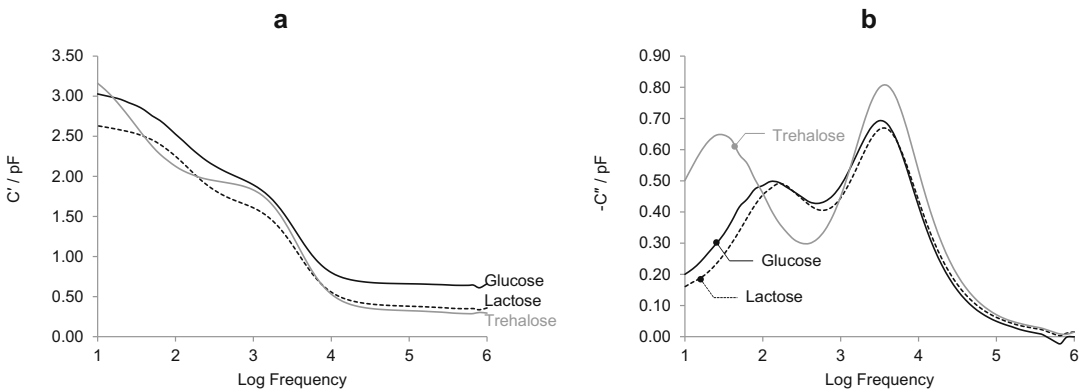 a
3.50
3.00
2.50
2.00
1.50
1.00
0.50
0.00
C′ / pF
1 2 3 4 5 6
Log Frequency
Glucose
Lactose
Trehalose
b
0.90
0.80
0.70
0.60
0.50
0.40
0.30
0.20
0.10
0.00
-C″ / pF
1 2 3 4 5 6
Log Frequency
Trehalose
Glucose
Lactose